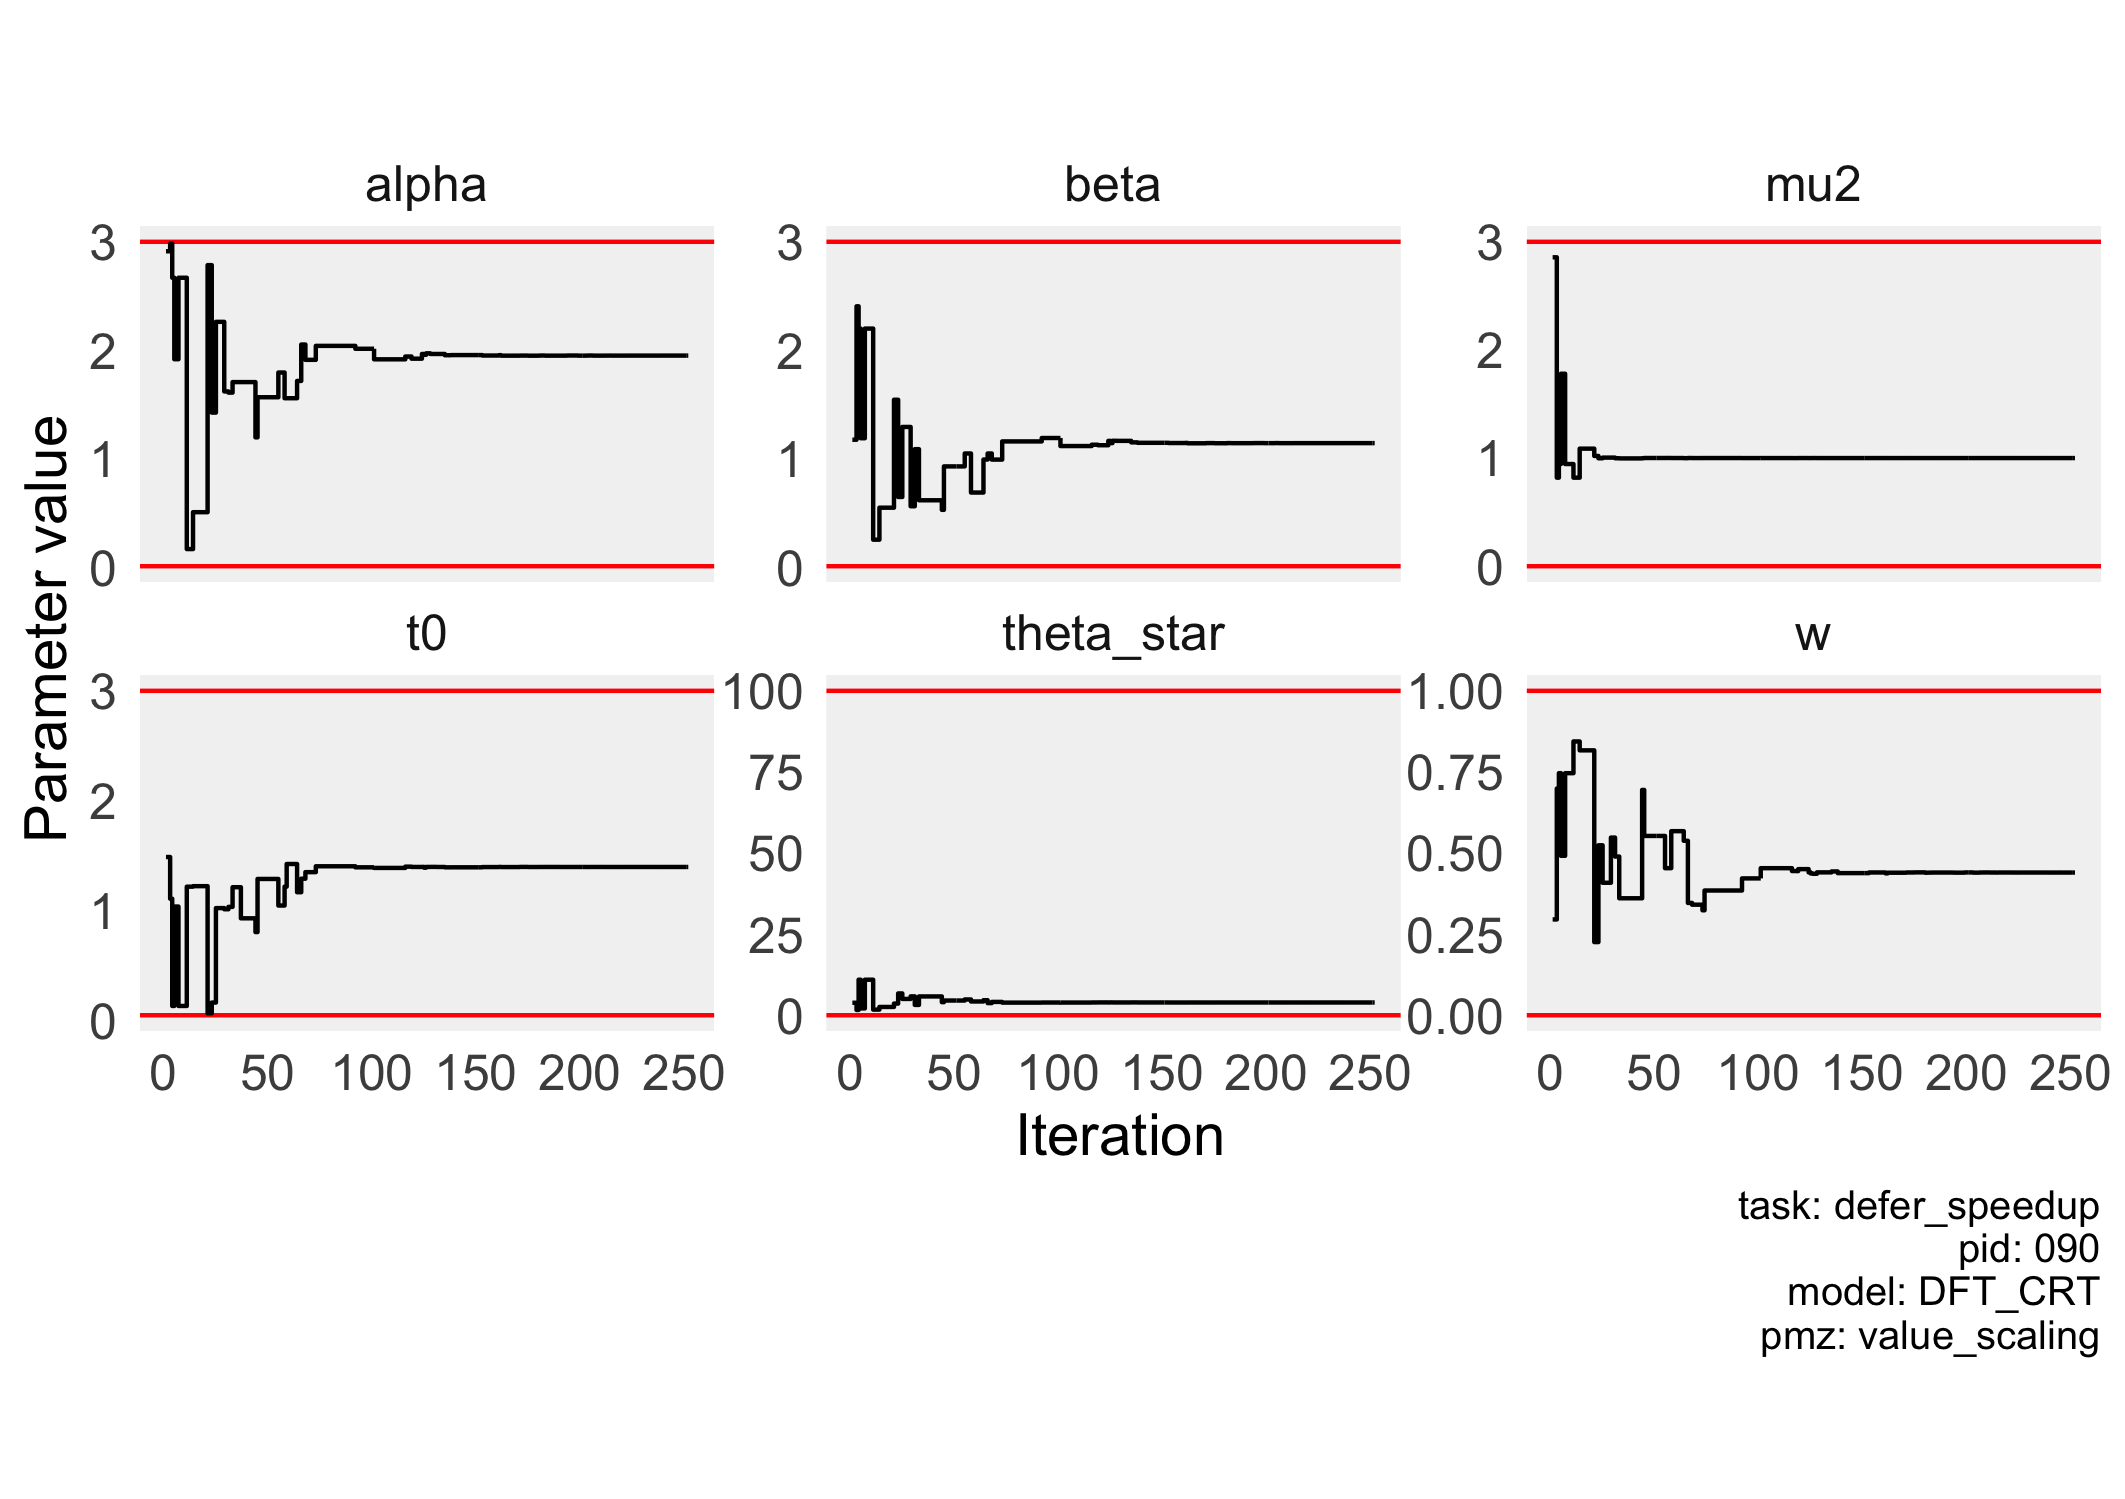 alpha
beta
mu2
3
2
1
0
3
2
1
0
3
2
1
0
t0
theta_star
w
3
2
1
0
100
75
50
25
0
1.00
0.75
0.50
0.25
0.00
0 50 100 150 200 250
0 50 100 150 200 250
0 50 100 150 200 250
Parameter value
Iteration
task: defer_speedup
pid: 090
model: DFT_CRT
pmz: value_scaling